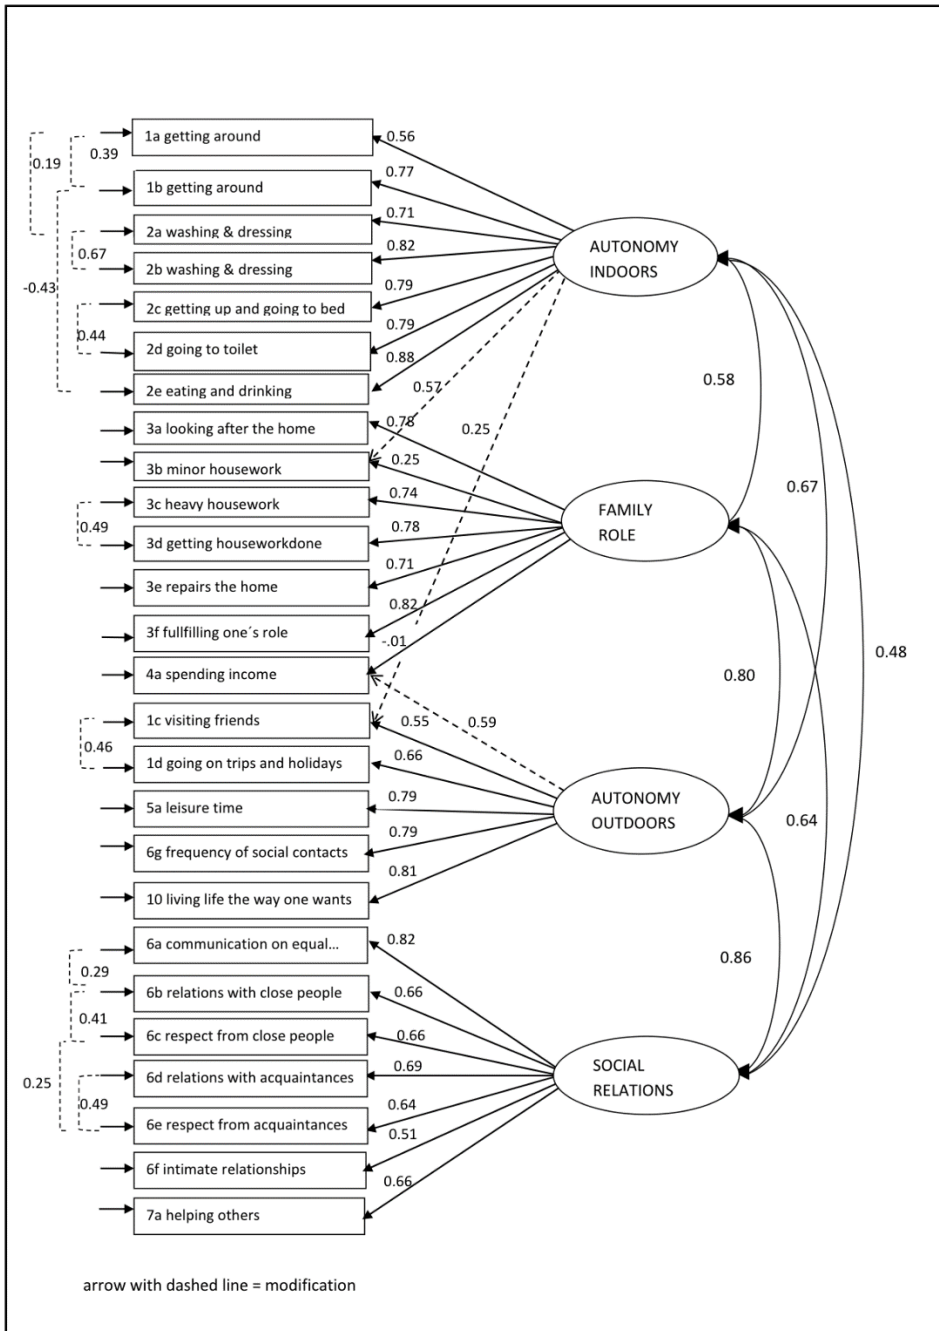 1a getting around
0.56
0.39
0.19
0.77
1b getting around
0.71
2a washing & dressing
0.82
0.67
2b washing & dressing
AUTONOMY
INDOORS
-0.43
0.79
2c getting up and going to bed
0.44
0.79
2d going to toilet
0.88
2e eating and drinking
0.57
0.58
0.78
3a looking after the home
0.25
0.25
3b minor housework
0.74
3c heavy housework
0.67
0.49
0.78
3d getting houseworkdone
FAMILY
ROLE
0.71
3e repairs the home
0.82
3f fullfilling one´s role
-.01
0.48
4a spending income
0.80
1c visiting friends
0.55
0.59
0.46
0.66
1d going on trips and holidays
0.79
5a leisure time
AUTONOMY
OUTDOORS
0.64
0.79
6g frequency of social contacts
0.81
10 living life the way one wants
0.82
6a communication on equal...
0.86
0.29
0.66
6b relations with close people
0.41
0.66
6c respect from close people
0.69
6d relations with acquaintances
SOCIAL
RELATIONS
0.25
0.49
0.64
6e respect from acquaintances
0.51
6f intimate relationships
0.66
7a helping others
arrow with dashed line = modification